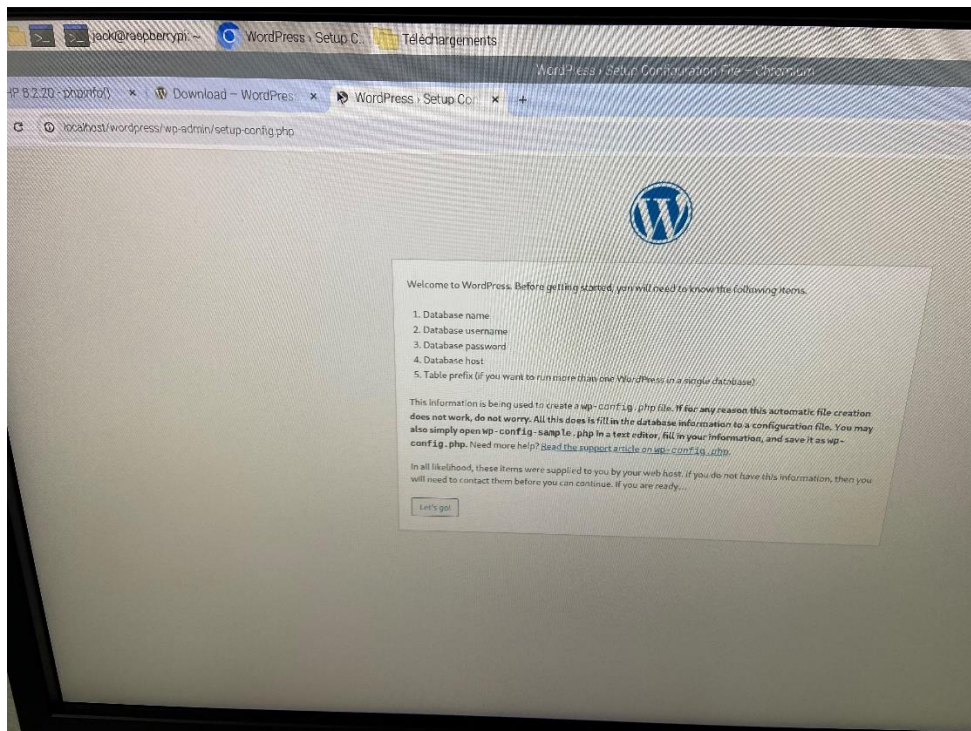 jack@raspberrypi: ~
WordPress › Setup C...
Téléchargements
WordPress › Setup Configuration File – Chromium
HP 8.2.20 - phpinfo()
Download – WordPres
WordPress › Setup Cor
localhost/wordpress/wp-admin/setup-config.php
Welcome to WordPress. Before getting started, you will need to know the following items.
1. Database name
2. Database username
3. Database password
4. Database host
5. Table prefix (if you want to run more than one WordPress in a single database)
This information is being used to create a wp-config.php file. If for any reason this automatic file creation
does not work, do not worry. All this does is fill in the database information to a configuration file. You may
also simply open wp-config-sample.php in a text editor, fill in your information, and save it as wp-
config.php. Need more help? Read the support article on wp-config.php.
In all likelihood, these items were supplied to you by your web host. If you do not have this information, then you
will need to contact them before you can continue. If you are ready...
Let's go!